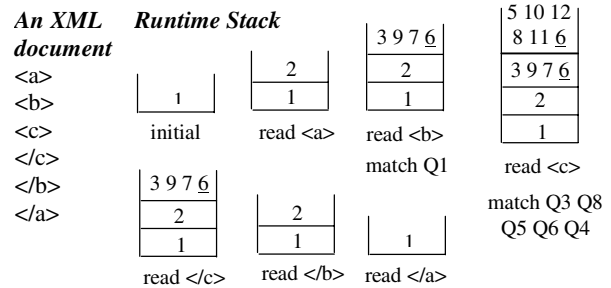 An XML document
Runtime Stack
<a>
<b>
<c>
</c>
</b>
</a>
1
initial
2
1
read <a>
3 9 7 6
2
1
read <b>
match Q1
5 10 12
8 11 6
3 9 7 6
2
1
read <c>
match Q3 Q8
Q5 Q6 Q4
3 9 7 6
2
1
read </c>
2
1
read </b>
1
read </a>